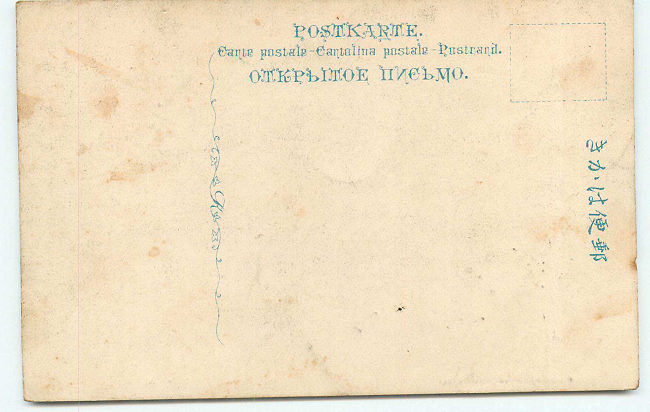 POSTKARTE.
Carte postale-Cartolina postale-Postcard.
ОТКРЫТОЕ ПИСЬМО.
郵便はかき